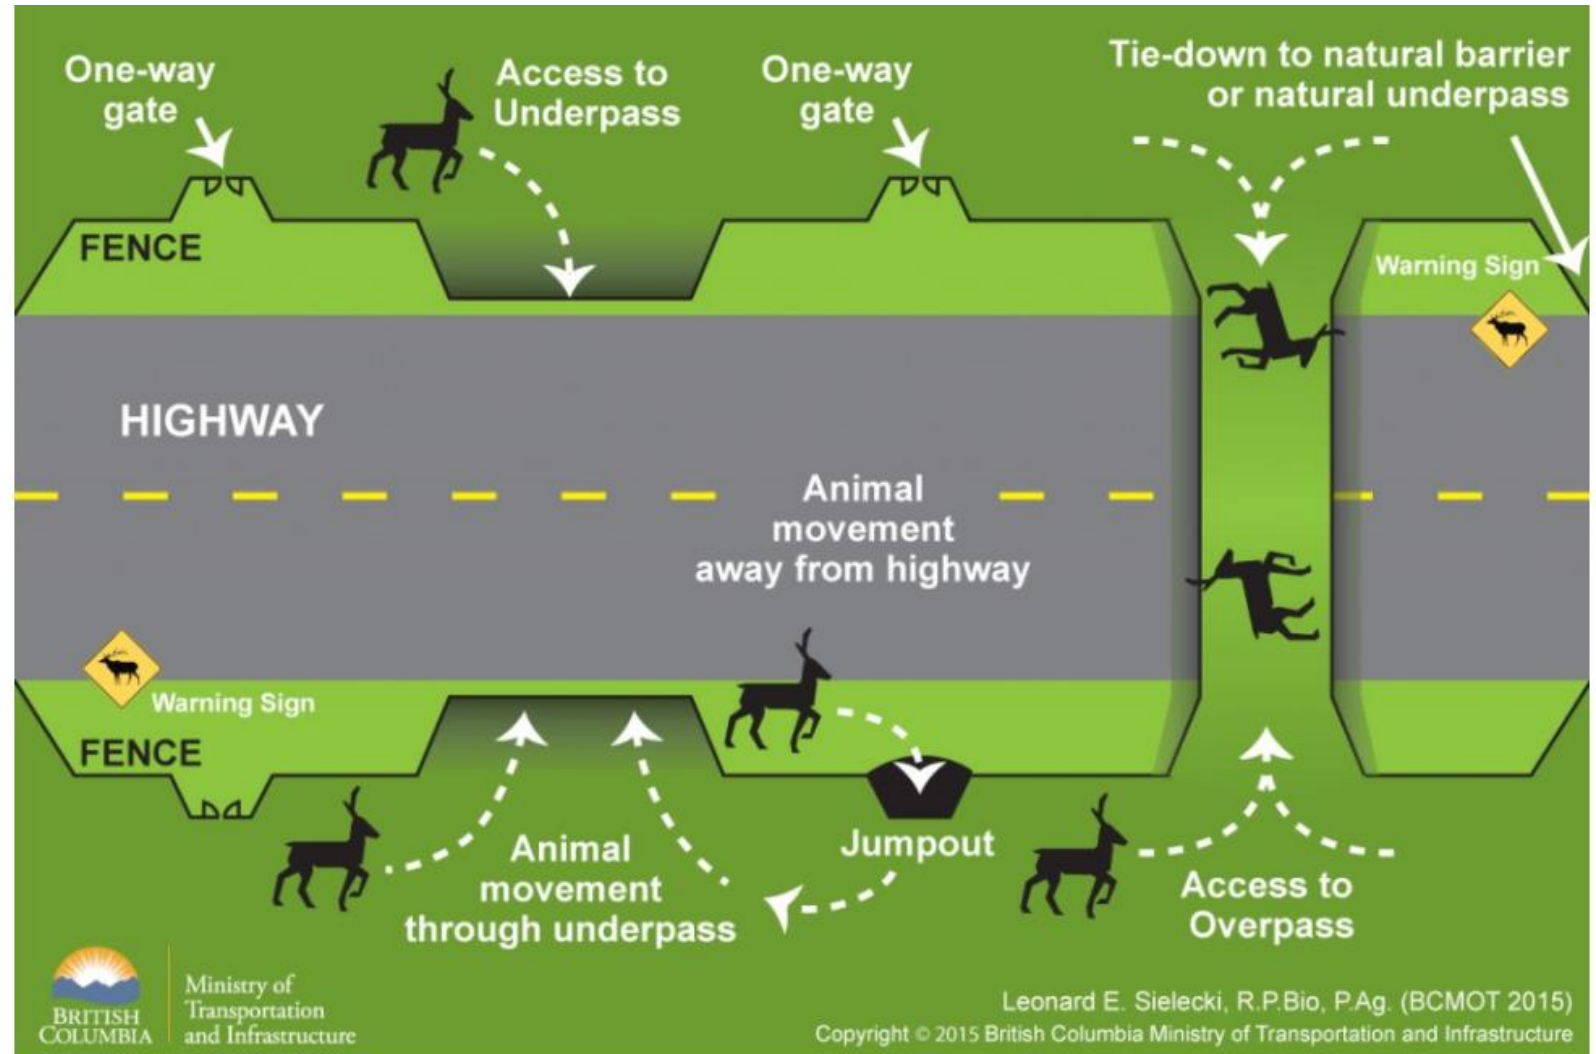 One-way
gate
Access to
Underpass
One-way
gate
Tie-down to natural barrier
or natural underpass
FENCE
Warning Sign
HIGHWAY
Animal
movement
away from highway
Warning Sign
FENCE
Jumpout
Animal
movement
through underpass
Access to
Overpass
BRITISH
COLUMBIA
Ministry of
Transportation
and Infrastructure
Leonard E. Sielecki, R.P.Bio, P.Ag. (BCMOT 2015)
Copyright © 2015 British Columbia Ministry of Transportation and Infrastructure